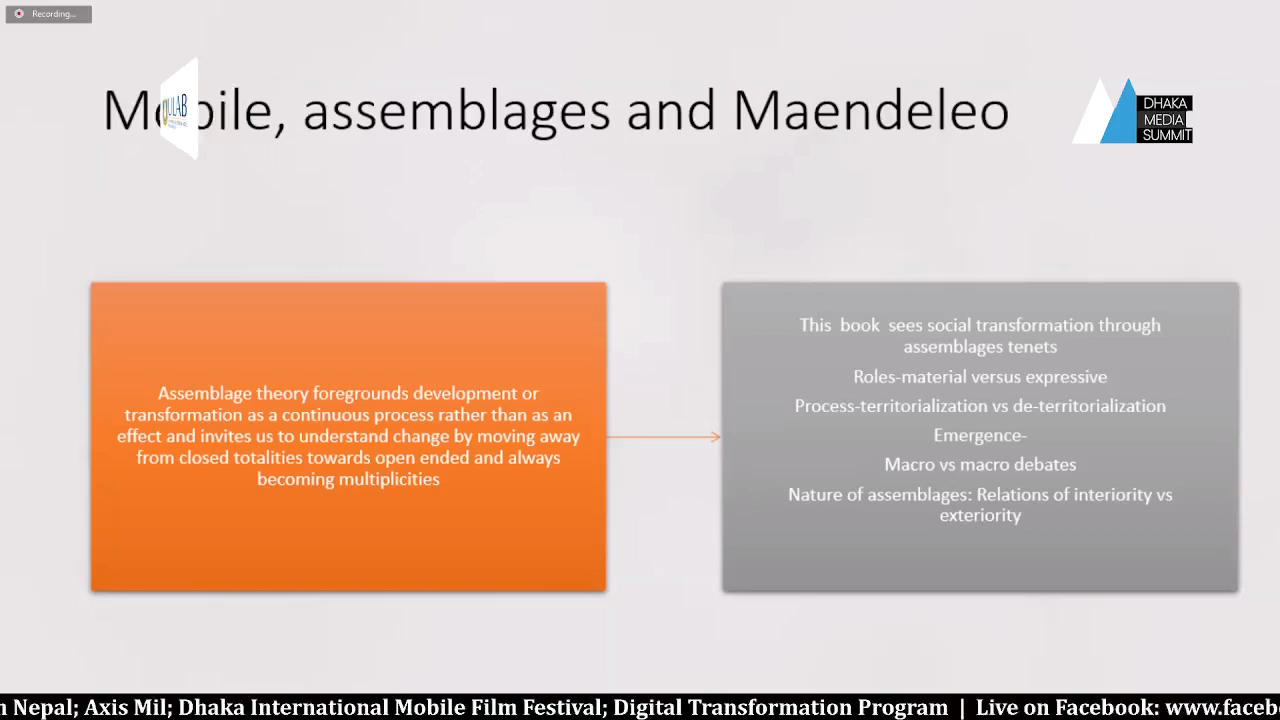 Recording...
Mobile, assemblages and Maendeleo
ULAB
DHAKA
MEDIA
SUMMIT
Assemblage theory foregrounds development or
transformation as a continuous process rather than as an
effect and invites us to understand change by moving away
from closed totalities towards open ended and always
becoming multiplicities
This book sees social transformation through
assemblages tenets
Roles-material versus expressive
Process-territorialization vs de-territorialization
Emergence-
Macro vs macro debates
Nature of assemblages: Relations of interiority vs
exteriority
n Nepal; Axis Mil; Dhaka International Mobile Film Festival; Digital Transformation Program | Live on Facebook: www.facebo